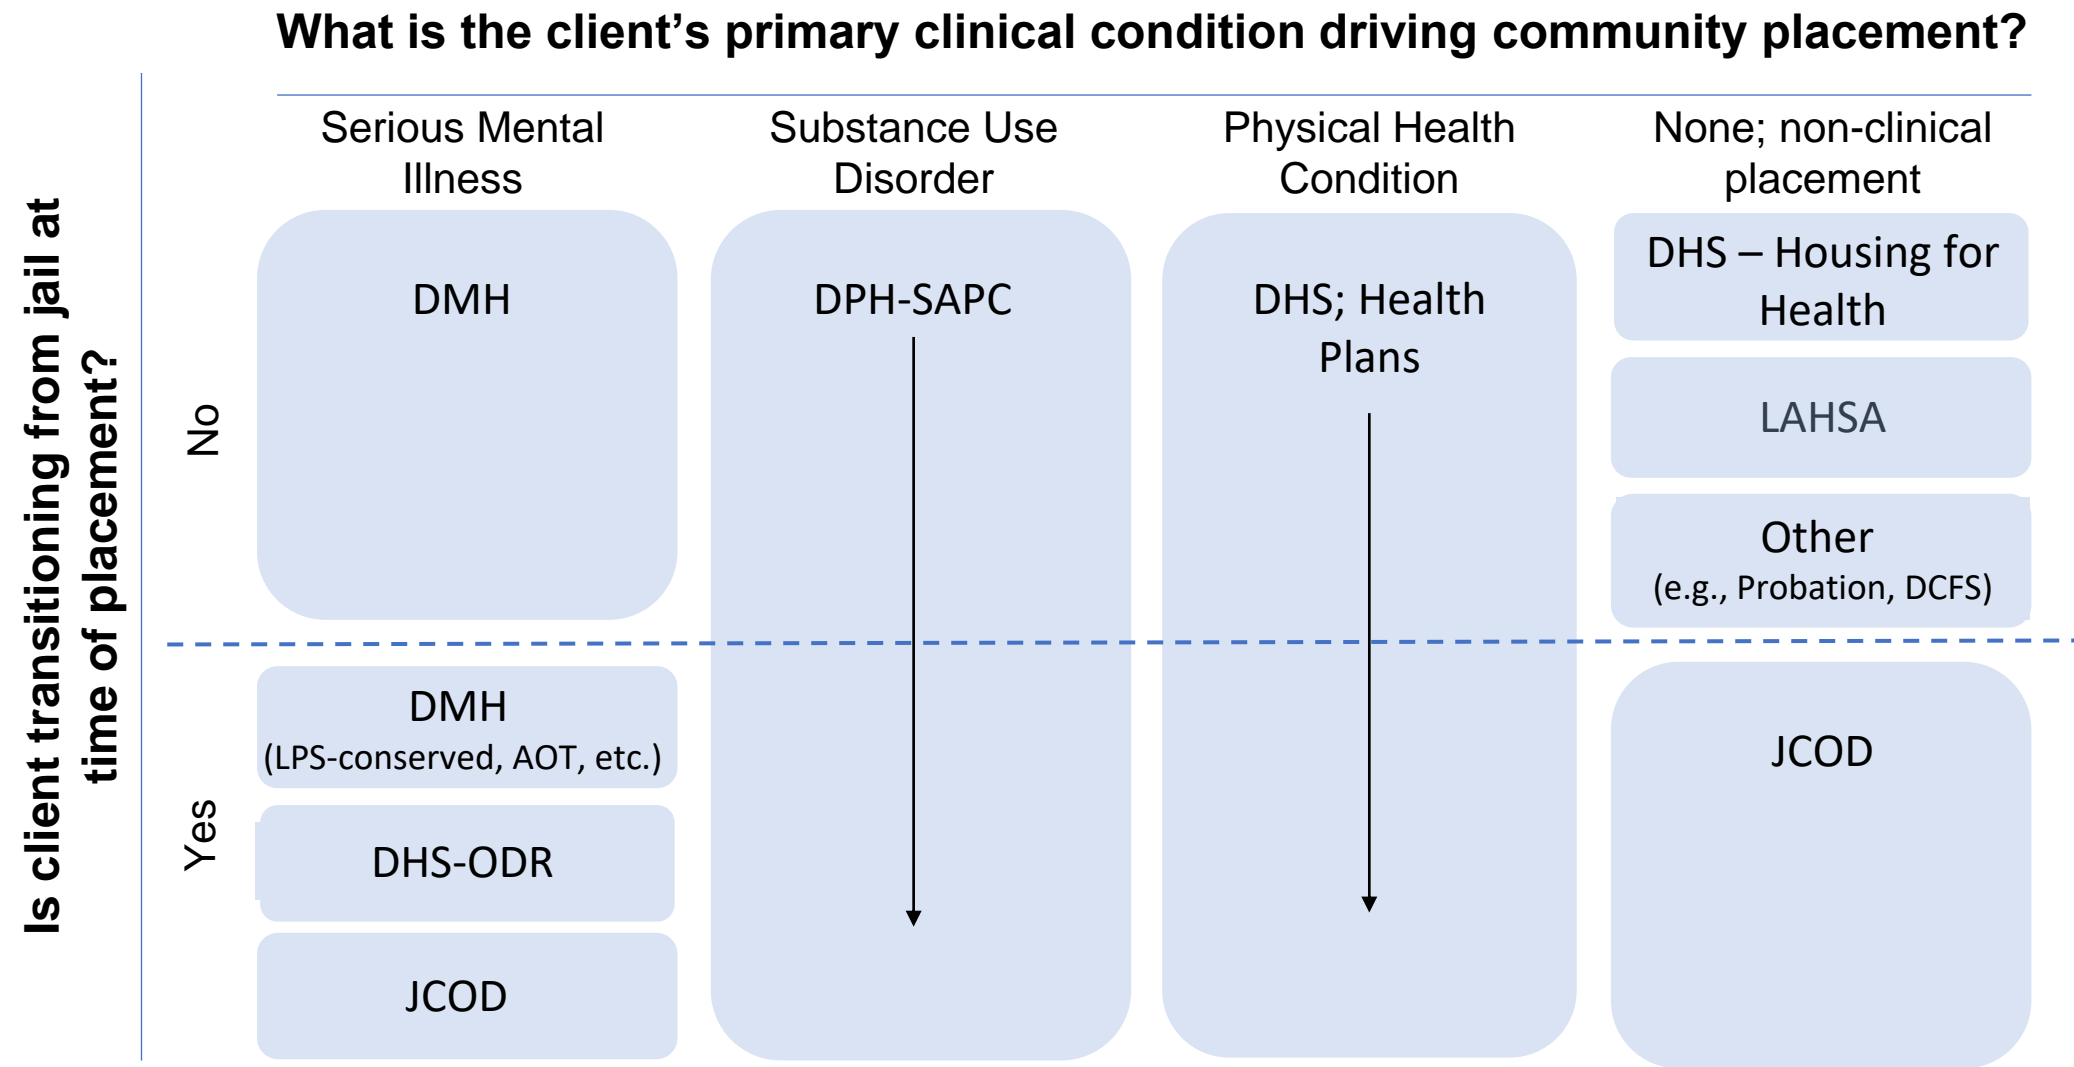 What is the client’s primary clinical condition driving community placement?
Serious Mental
Illness
Substance Use
Disorder
Physical Health
Condition
None; non-clinical
placement
Is client transitioning from jail at
time of placement?
No
DMH
DPH-SAPC
DHS; Health
Plans
DHS – Housing for
Health
LAHSA
Other
(e.g., Probation, DCFS)
Yes
DMH
(LPS-conserved, AOT, etc.)
DHS-ODR
JCOD
JCOD